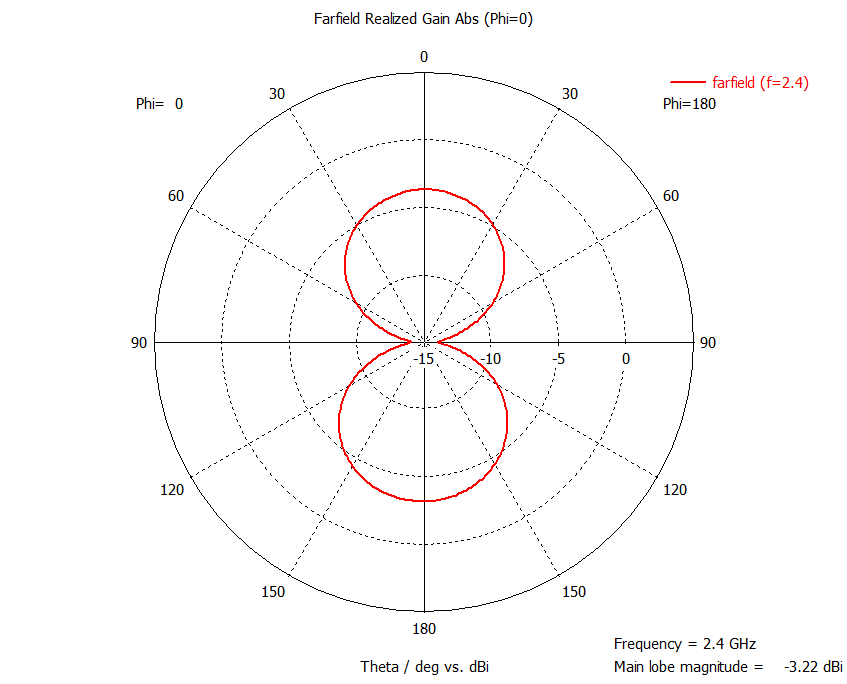 Farfield Realized Gain Abs (Phi=0)
0
farfield (f=2.4)
30
30
Phi= 0
Phi=180
60
60
90
90
-15
-10
-5
0
120
120
150
150
180
Frequency = 2.4 GHz
Theta / deg vs. dBi
Main lobe magnitude = -3.22 dBi